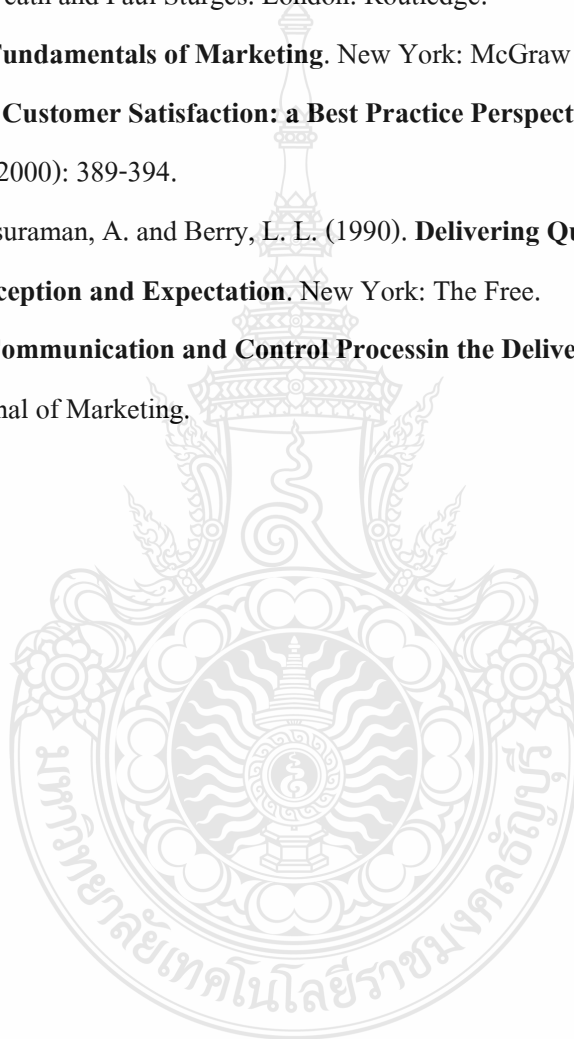 and Paul Sturges. London: Routledge.
Fundamentals of Marketing. New York: McGraw
Customer Satisfaction: a Best Practice Perspect
2000): 389-394.
suraman, A. and Berry, L. L. (1990). Delivering Qu
ception and Expectation. New York: The Free.
Communication and Control Processin the Delive
nal of Marketing.
มหาวิทยาลัยเทคโนโลยีราชมงคลธัญบุรี